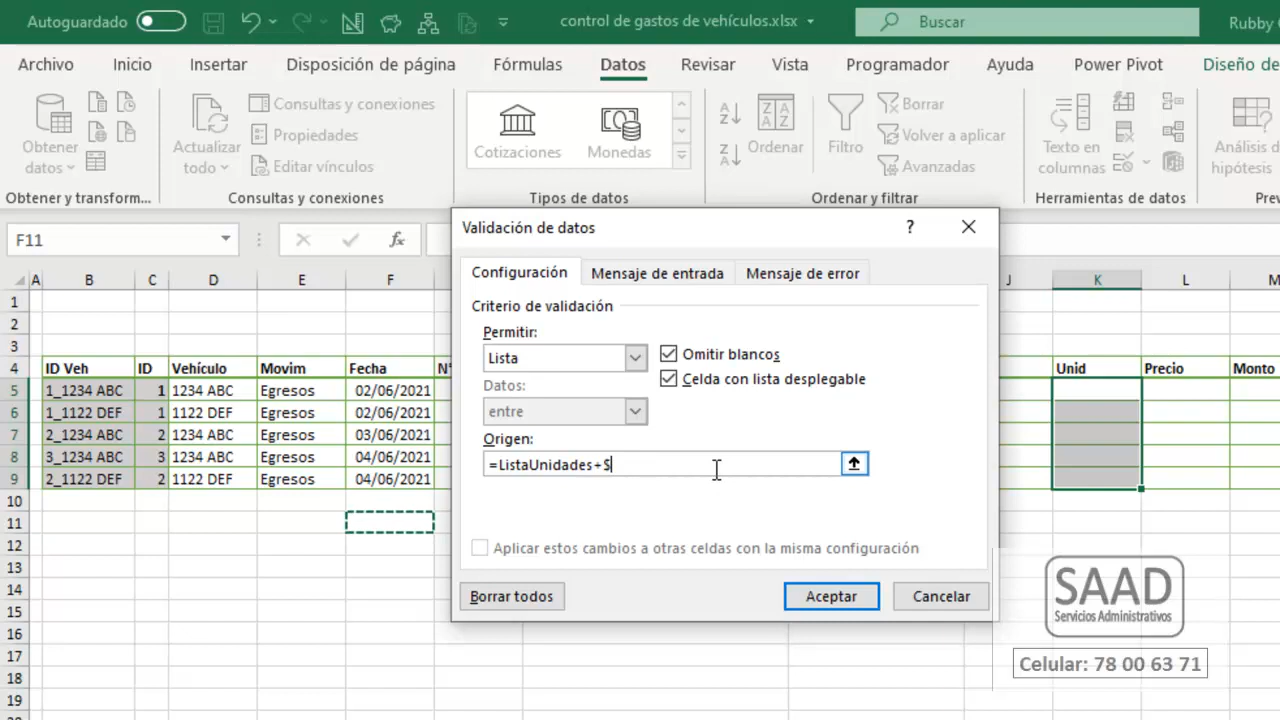 Autoguardado
control de gastos de vehículos.xlsx
Buscar
Rubby
Archivo Inicio Insertar Disposición de página Fórmulas Datos Revisar Vista Programador Ayuda Power Pivot Diseño de
Obtener datos
Actualizar todo
Consultas y conexiones
Propiedades
Editar vínculos
Cotizaciones
Monedas
Ordenar
Filtro
Borrar
Volver a aplicar
Avanzadas
Texto en columnas
Análisis d
hipótesis
Obtener y transform... Consultas y conexiones Tipos de datos Ordenar y filtrar Herramientas de datos Prev
F11
fx
Validación de datos
?
Configuración Mensaje de entrada Mensaje de error
Criterio de validación
Permitir:
Lista
Omitir blancos
Celda con lista desplegable
Datos:
entre
Origen:
=ListaUnidades+S
Aplicar estos cambios a otras celdas con la misma configuración
Borrar todos Aceptar Cancelar
A B C D E F J K L M
1
2
3
4 ID Veh ID Vehículo Movim Fecha N° Unid Precio Monto
5 1_1234 ABC 1 1234 ABC Egresos 02/06/2021
6 1_1122 DEF 1 1122 DEF Egresos 02/06/2021
7 2_1234 ABC 2 1234 ABC Egresos 03/06/2021
8 3_1234 ABC 3 1234 ABC Egresos 04/06/2021
9 2_1122 DEF 2 1122 DEF Egresos 04/06/2021
10
11
12
13
14
15
16
17
18
19
SAAD
Servicios Administrativos
Celular: 78 00 63 71